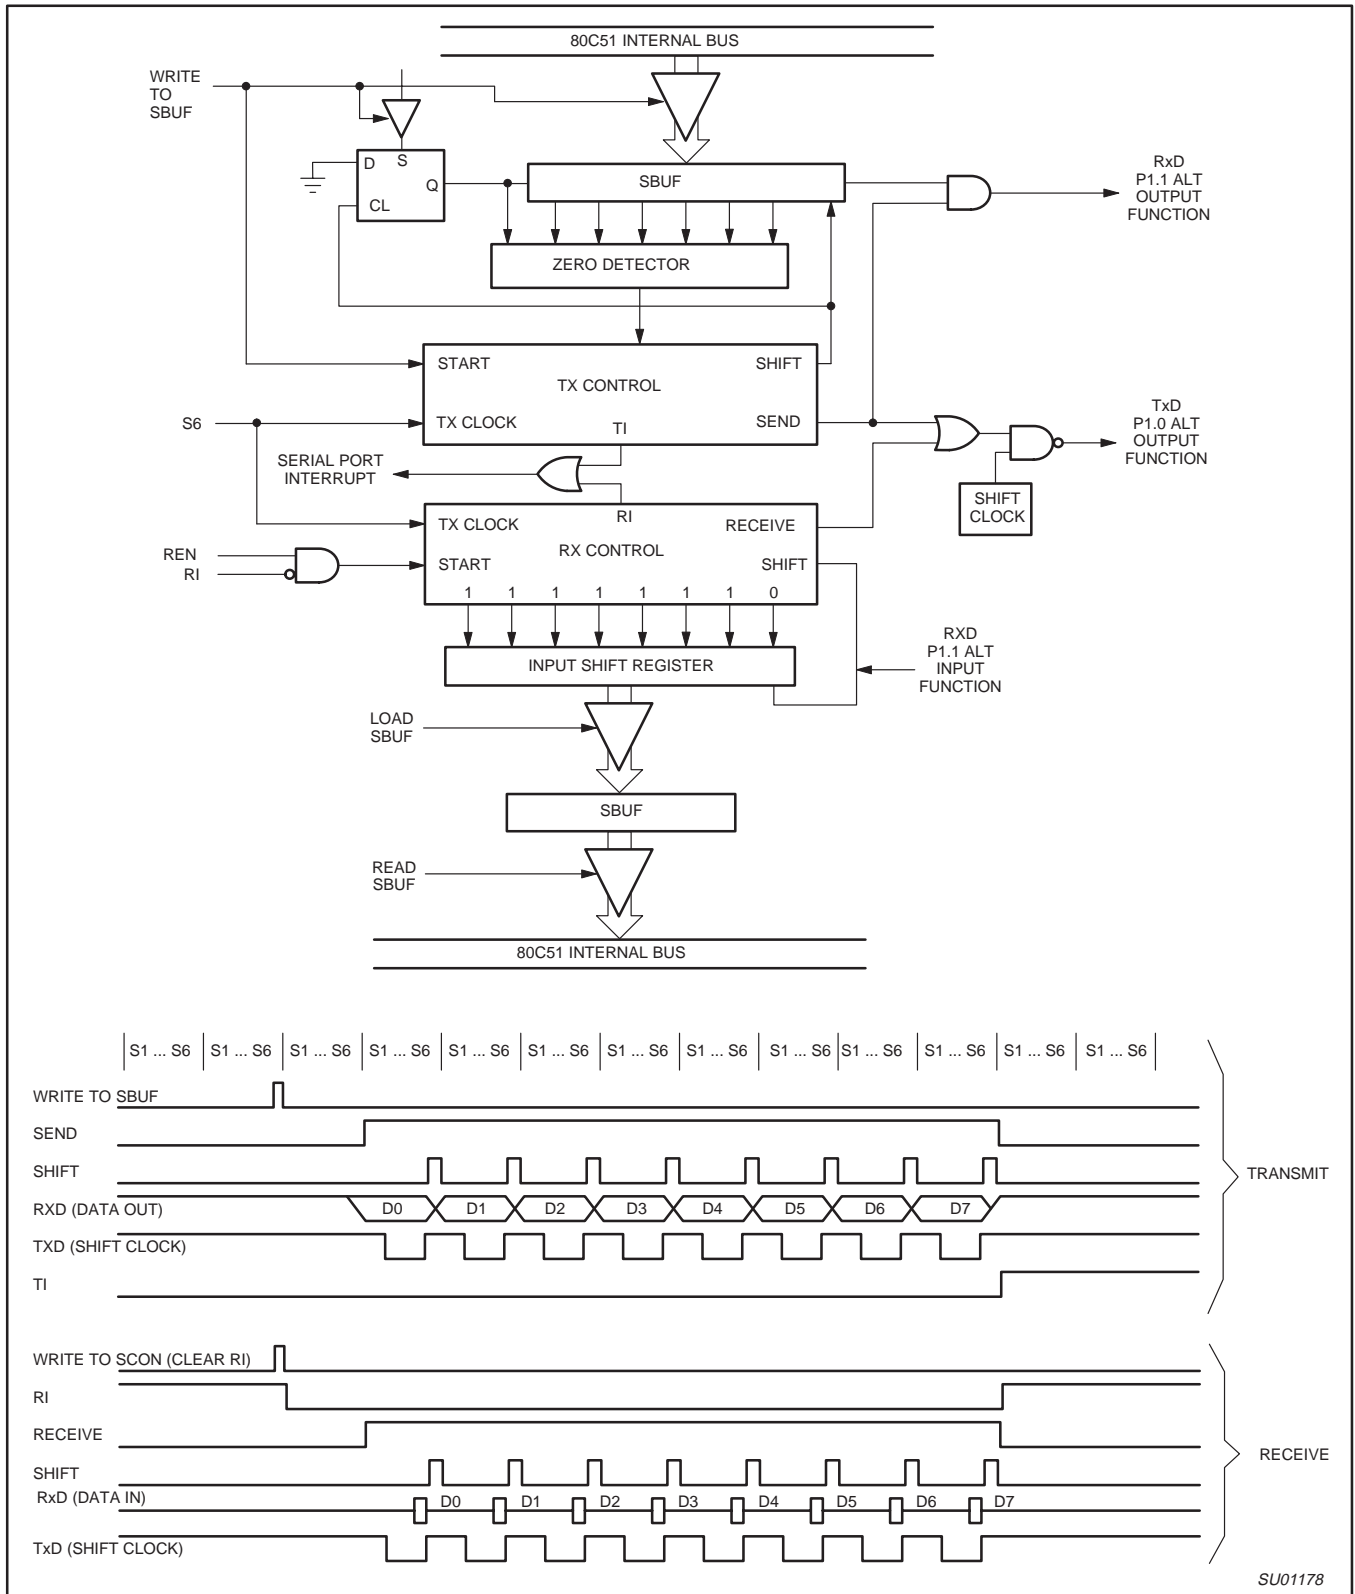 80C51 INTERNAL BUS
WRITE
TO
SBUF
D
S
Q
CL
SBUF
RxD
P1.1 ALT
OUTPUT
FUNCTION
ZERO DETECTOR
START
SHIFT
TX CONTROL
S6
TX CLOCK
TI
SEND
TxD
P1.0 ALT
OUTPUT
FUNCTION
SERIAL PORT
INTERRUPT
SHIFT
CLOCK
TX CLOCK
RI
RECEIVE
REN
RI
RX CONTROL
START
SHIFT
1 1 1 1 1 1 1 0
INPUT SHIFT REGISTER
RXD
P1.1 ALT
INPUT
FUNCTION
LOAD
SBUF
SBUF
READ
SBUF
80C51 INTERNAL BUS
S1 ... S6 S1 ... S6 S1 ... S6 S1 ... S6 S1 ... S6 S1 ... S6 S1 ... S6 S1 ... S6 S1 ... S6 S1 ... S6 S1 ... S6 S1 ... S6 S1 ... S6
WRITE TO SBUF
SEND
SHIFT
TRANSMIT
RXD (DATA OUT) D0 D1 D2 D3 D4 D5 D6 D7
TXD (SHIFT CLOCK)
TI
WRITE TO SCON (CLEAR RI)
RI
RECEIVE
RECEIVE
SHIFT
RxD (DATA IN) D0 D1 D2 D3 D4 D5 D6 D7
TxD (SHIFT CLOCK)
SU01178